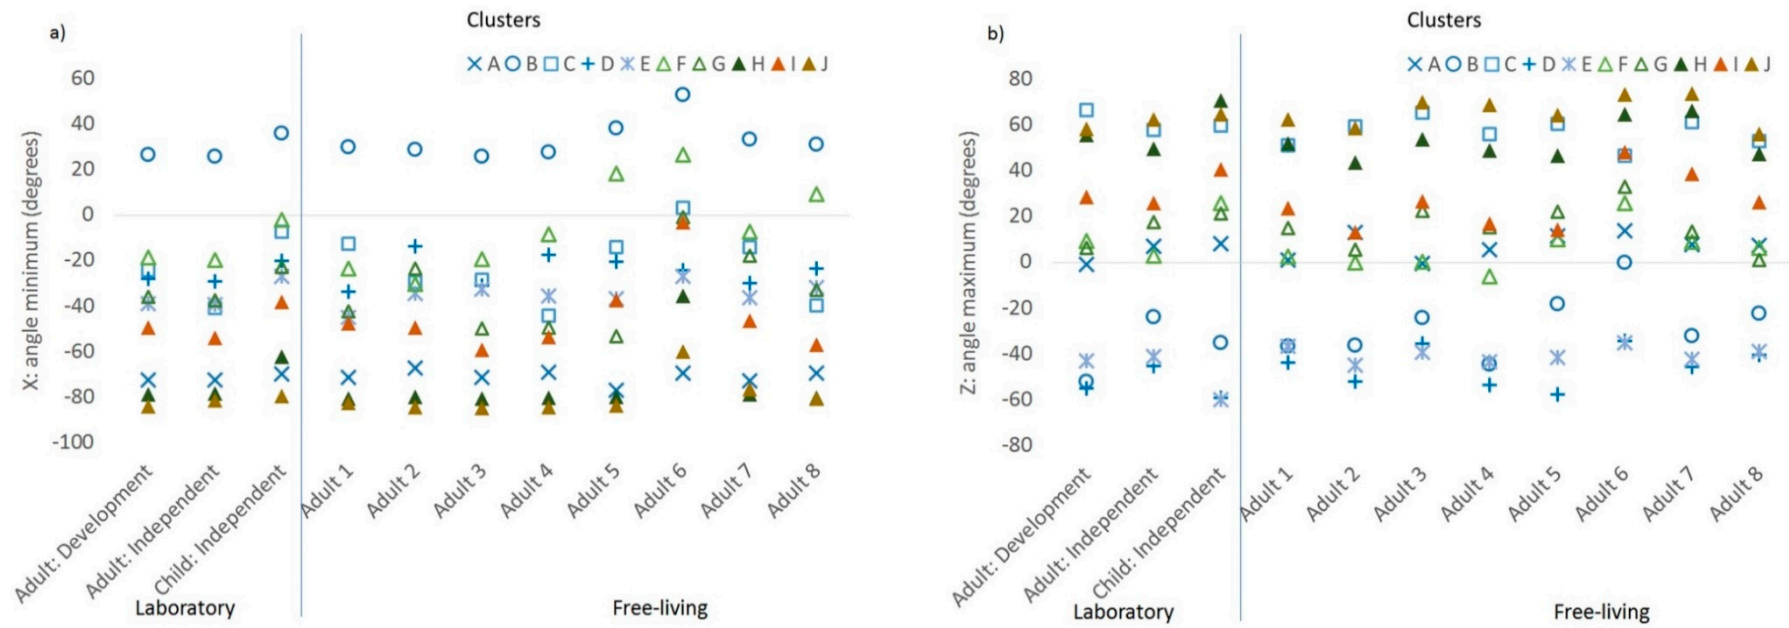 a)
Clusters
A B C D E F G H I J
60
40
20
0
-20
-40
-60
-80
-100
X: angle minimum (degrees)
Adult: Development
Adult: Independent
Child: Independent
Adult 1
Adult 2
Adult 3
Adult 4
Adult 5
Adult 6
Adult 7
Adult 8
Laboratory
Free-living
b)
Clusters
A B C D E F G H I J
80
60
40
20
0
-20
-40
-60
-80
Z: angle maximum (degrees)
Adult: Development
Adult: Independent
Child: Independent
Adult 1
Adult 2
Adult 3
Adult 4
Adult 5
Adult 6
Adult 7
Adult 8
Laboratory
Free-living